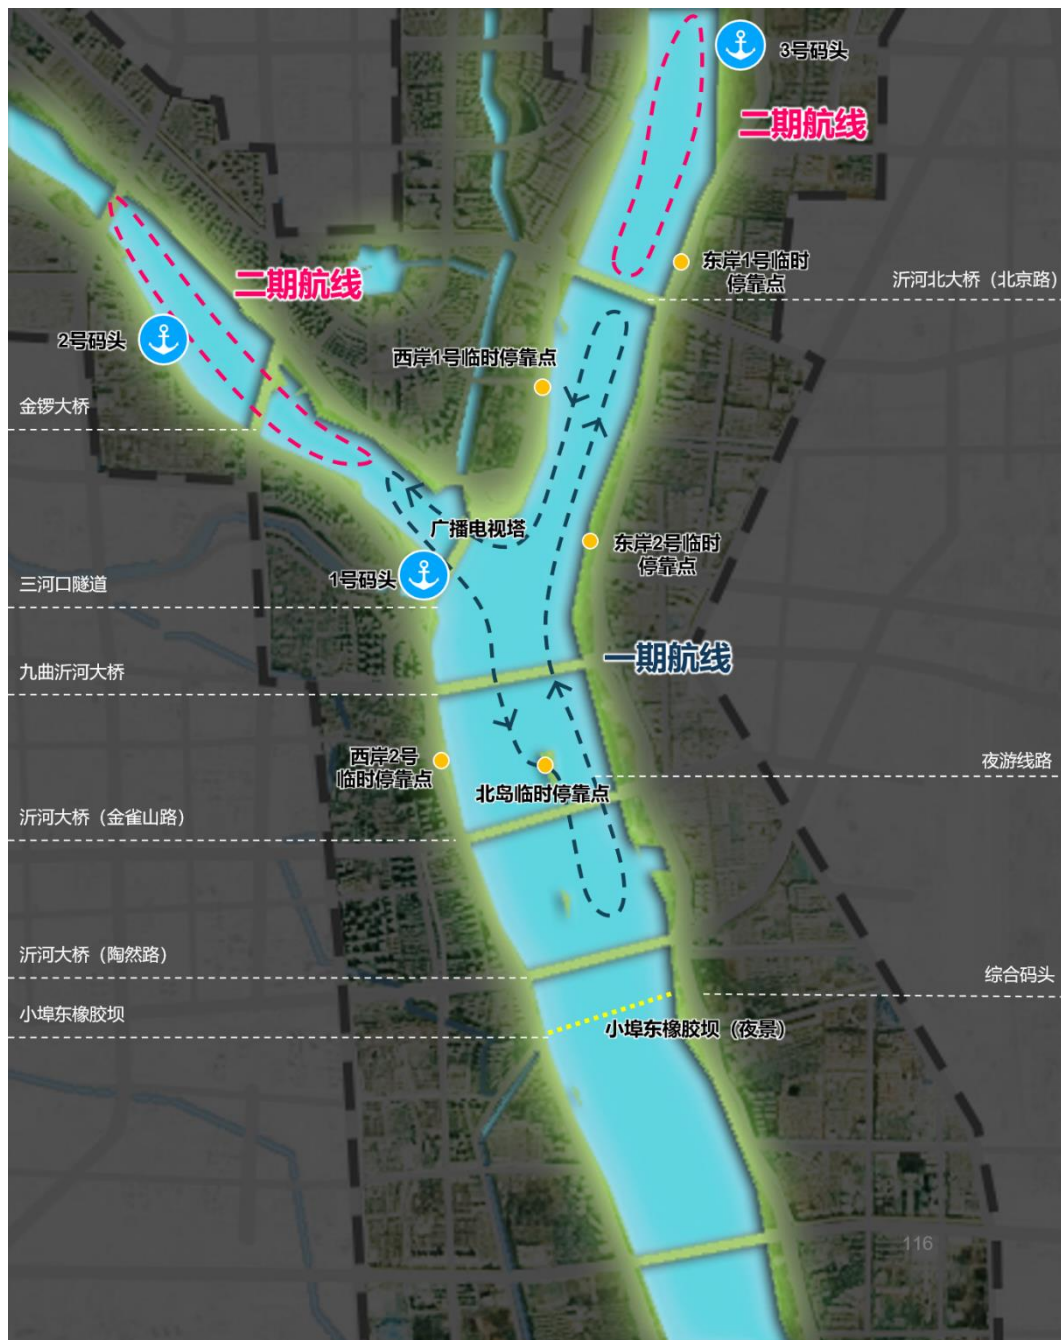 3号码头
二期航线
东岸1号临时
停靠点
沂河北大桥（北京路）
二期航线
2号码头
西岸1号临时停靠点
金锣大桥
广播电视塔
东岸2号临时
停靠点
1号码头
三河口隧道
一期航线
九曲沂河大桥
西岸2号
临时停靠点
夜游线路
北岛临时停靠点
沂河大桥（金雀山路）
沂河大桥（陶然路）
综合码头
小埠东橡胶坝
小埠东橡胶坝（夜景）
116